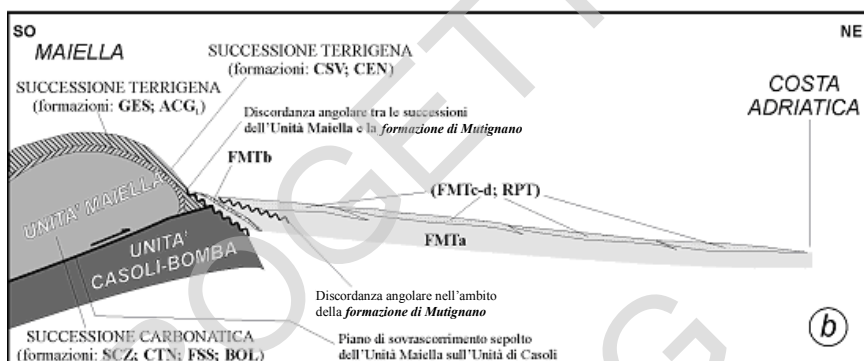 SO
NE
MAIELLA
SUCCESSIONE TERRIGENA
(formazioni: CSV; CEN)
SUCCESSIONE TERRIGENA
(formazioni: GES; ACG₁)
COSTA
ADRIATICA
Discordanza angolare tra le successioni
dell'Unità Maiella e la formazione di Mutignano
FMTb
(FMTc-d; RPT)
UNITA' MAIELLA
FMTa
UNITA'
CASOLI-BOMBA
Discordanza angolare nell'ambito
della formazione di Mutignano
SUCCESSIONE CARBONATICA
(formazioni: SCZ; CTN; FSS; BOL)
Piano di sovrascorrimento sepolto
dell'Unità Maiella sull'Unità di Casoli
b